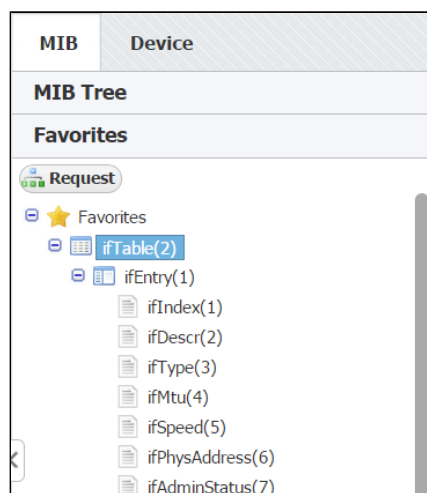 MIB Device
MIB Tree
Favorites
Request
Favorites
ifTable(2)
ifEntry(1)
ifIndex(1)
ifDescr(2)
ifType(3)
ifMtu(4)
ifSpeed(5)
ifPhysAddress(6)
ifAdminStatus(7)